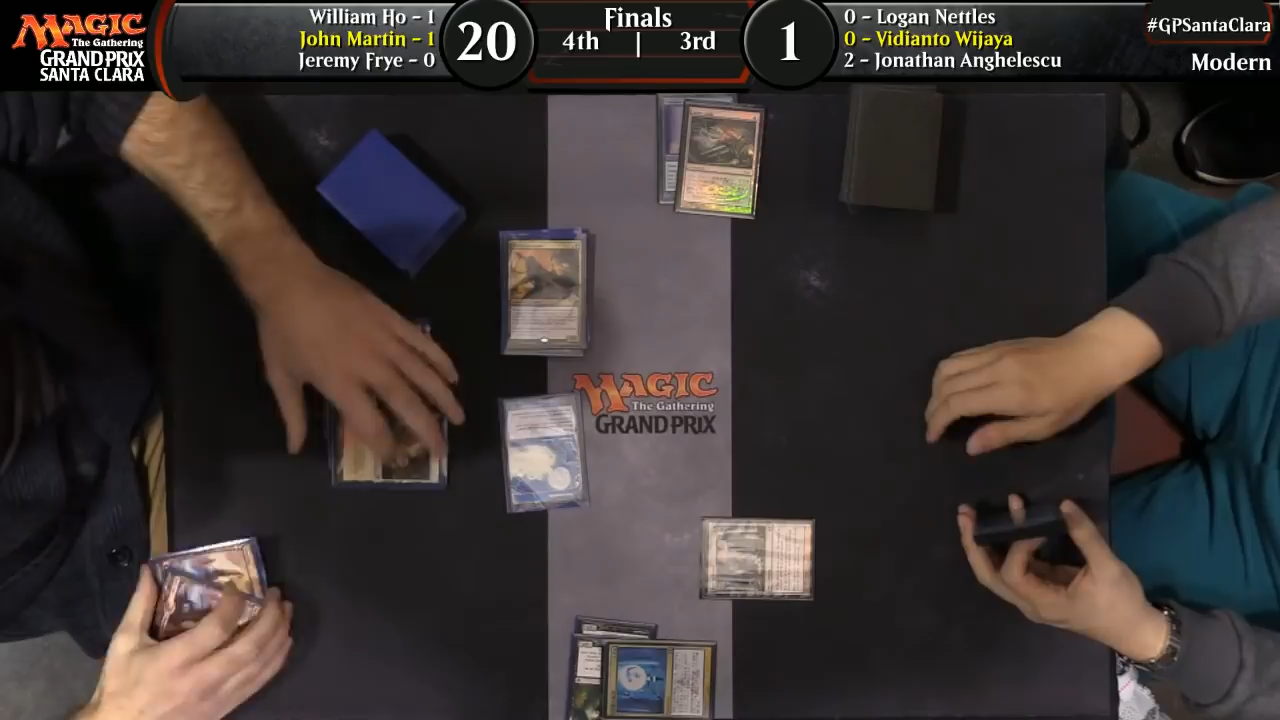 MAGIC
The Gathering
GRAND PRIX
SANTA CLARA
William Ho - 1
John Martin - 1
Jeremy Frye - 0
20
Finals
4th | 3rd
1
0 - Logan Nettles
0 - Vidianto Wijaya
2 - Jonathan Anghelescu
#GPSantaClara
Modern
MAGIC
The Gathering
GRAND PRIX